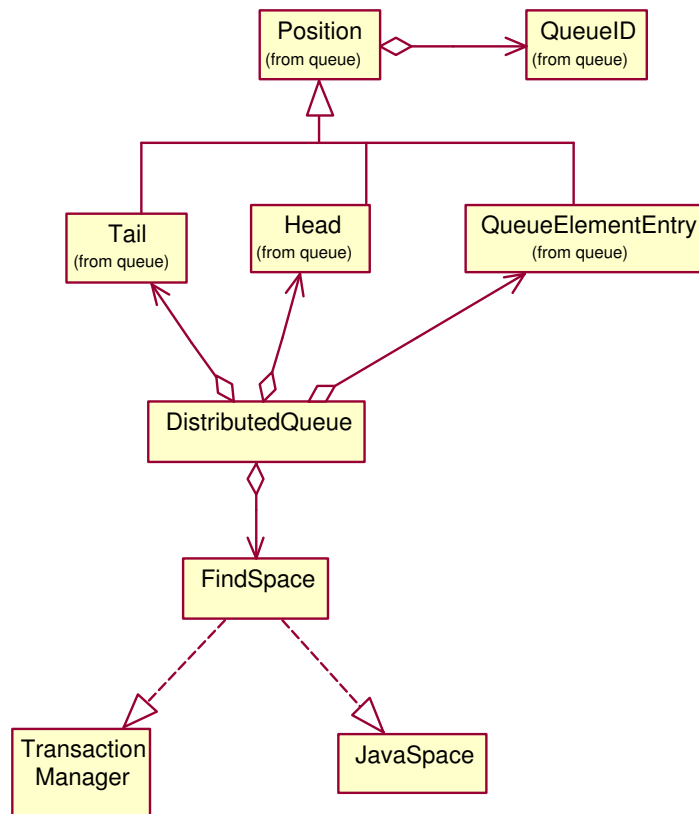 Position
(from queue)
QueueID
(from queue)
Tail
(from queue)
Head
(from queue)
QueueElementEntry
(from queue)
DistributedQueue
FindSpace
Transaction
Manager
JavaSpace